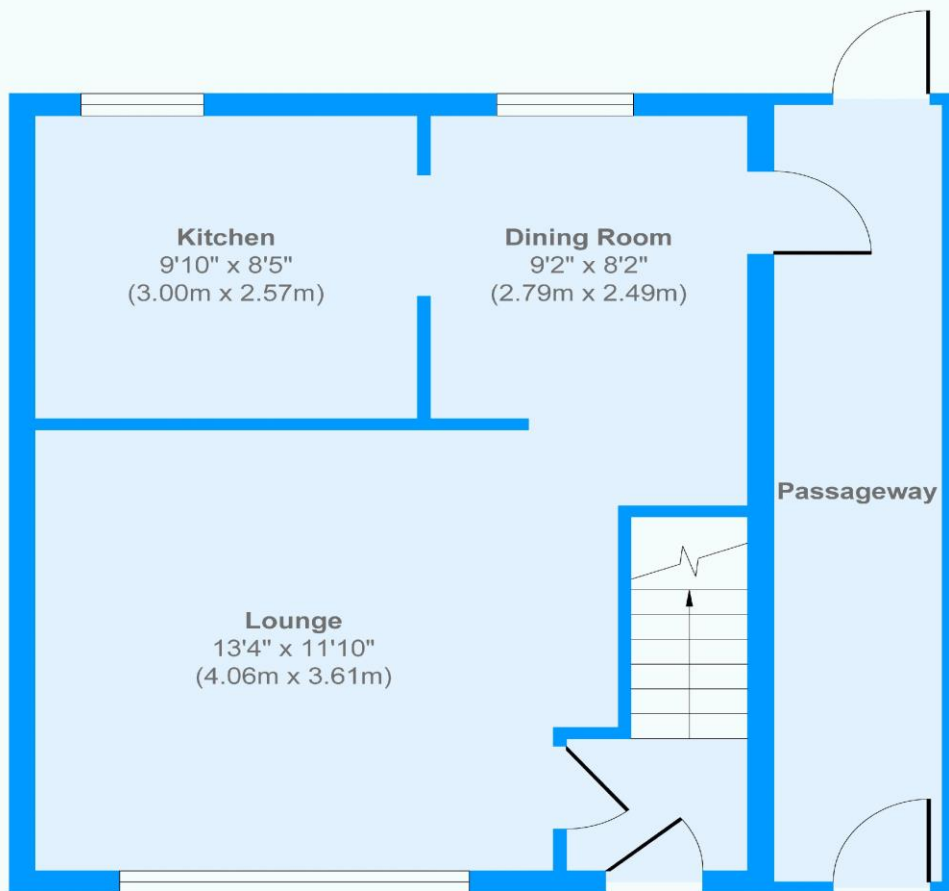 Kitchen
9'10" x 8'5"
(3.00m x 2.57m)
Dining Room
9'2" x 8'2"
(2.79m x 2.49m)
Passageway
Lounge
13'4" x 11'10"
(4.06m x 3.61m)